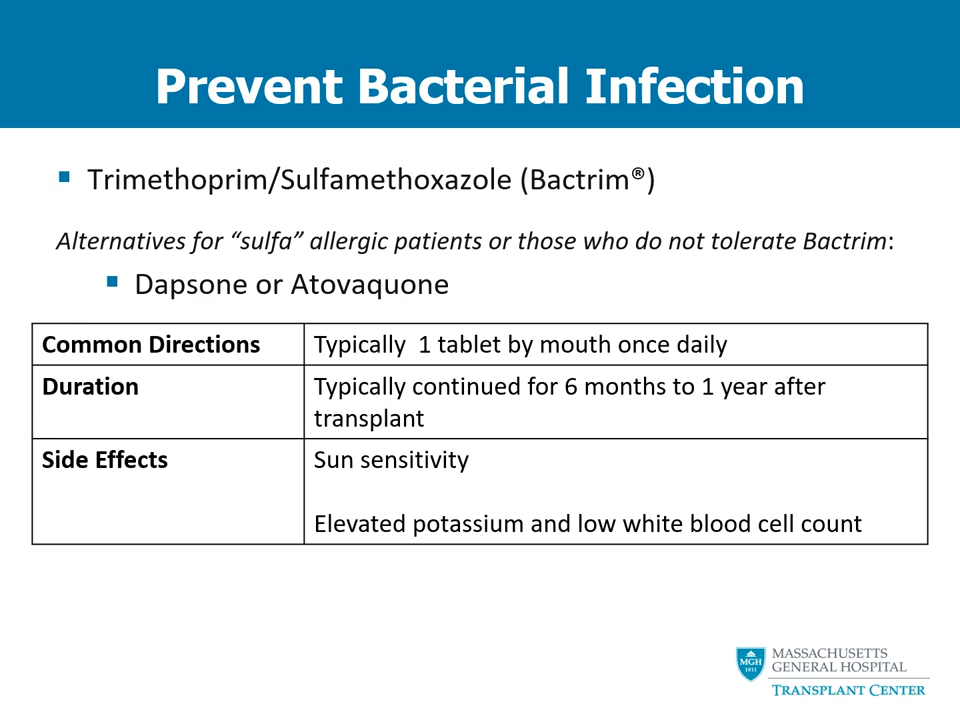 Prevent Bacterial Infection
▪ Trimethoprim/Sulfamethoxazole (Bactrim®)
Alternatives for “sulfa” allergic patients or those who do not tolerate Bactrim:
▪ Dapsone or Atovaquone
Common Directions
Typically 1 tablet by mouth once daily
Duration
Typically continued for 6 months to 1 year after
transplant
Side Effects
Sun sensitivity
Elevated potassium and low white blood cell count
MGH
1811
MASSACHUSETTS
GENERAL HOSPITAL
TRANSPLANT CENTER